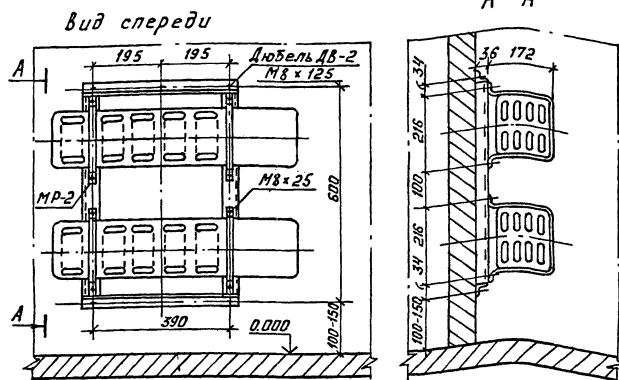 Вид спереди
А - А
А
195
195
Дюбель ДВ-2
М8×125
МР-2
М8×25
600
А
390
0.000
100-150
36
172
34
216
100
216
34
100-150